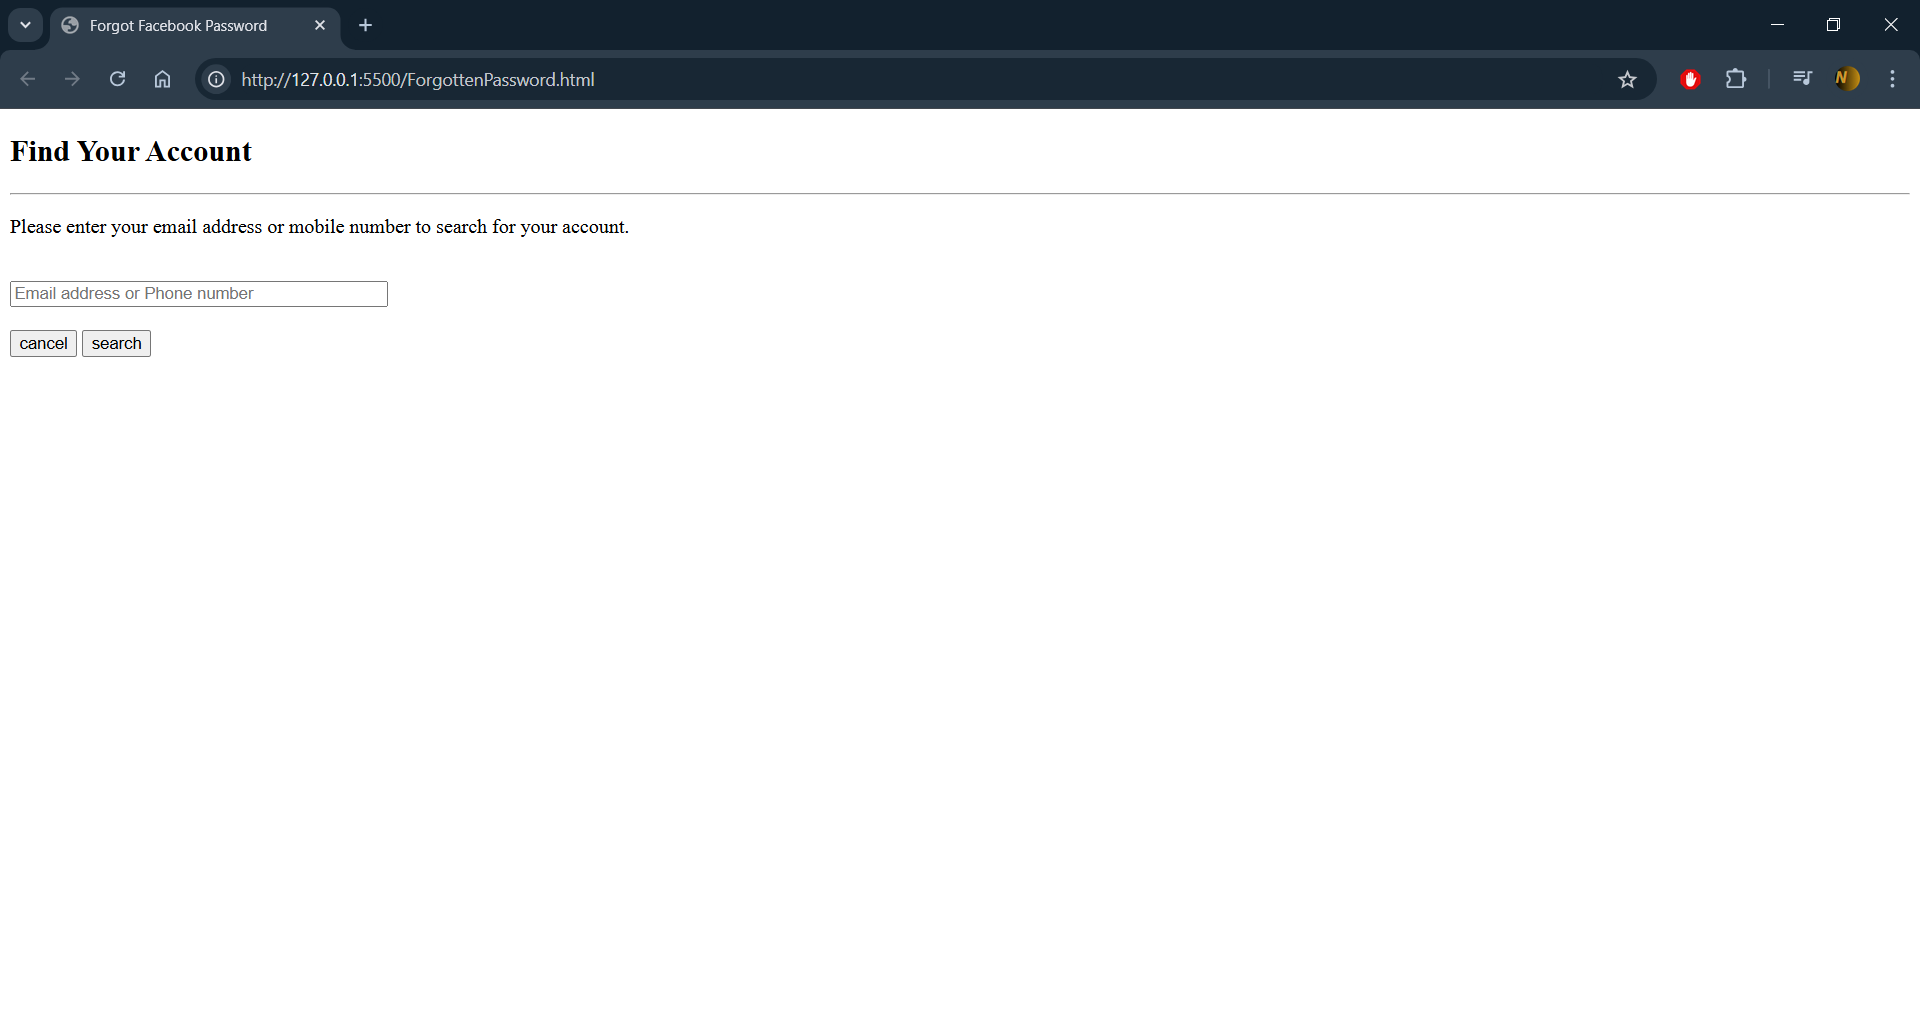 Forgot Facebook Password
http://127.0.0.1:5500/ForgottenPassword.html
N
Find Your Account
Please enter your email address or mobile number to search for your account.
Email address or Phone number
cancel search